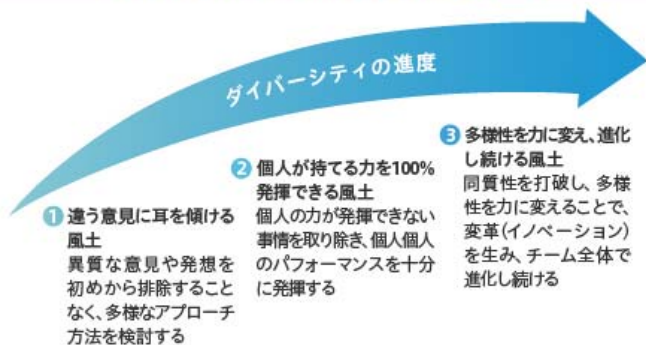 ダイバーシティの進度
1 違う意見に耳を傾ける
風土
異質な意見や発想を
初めから排除すること
なく、多様なアプローチ
方法を検討する
2 個人が持てる力を100%
発揮できる風土
個人の力が発揮できない
事情を取り除き、個人個人
のパフォーマンスを十分
に発揮する
3 多様性を力に変え、進化
し続ける風土
同質性を打破し、多様
性を力に変えることで、
変革(イノベーション)
を生み、チーム全体で
進化し続ける